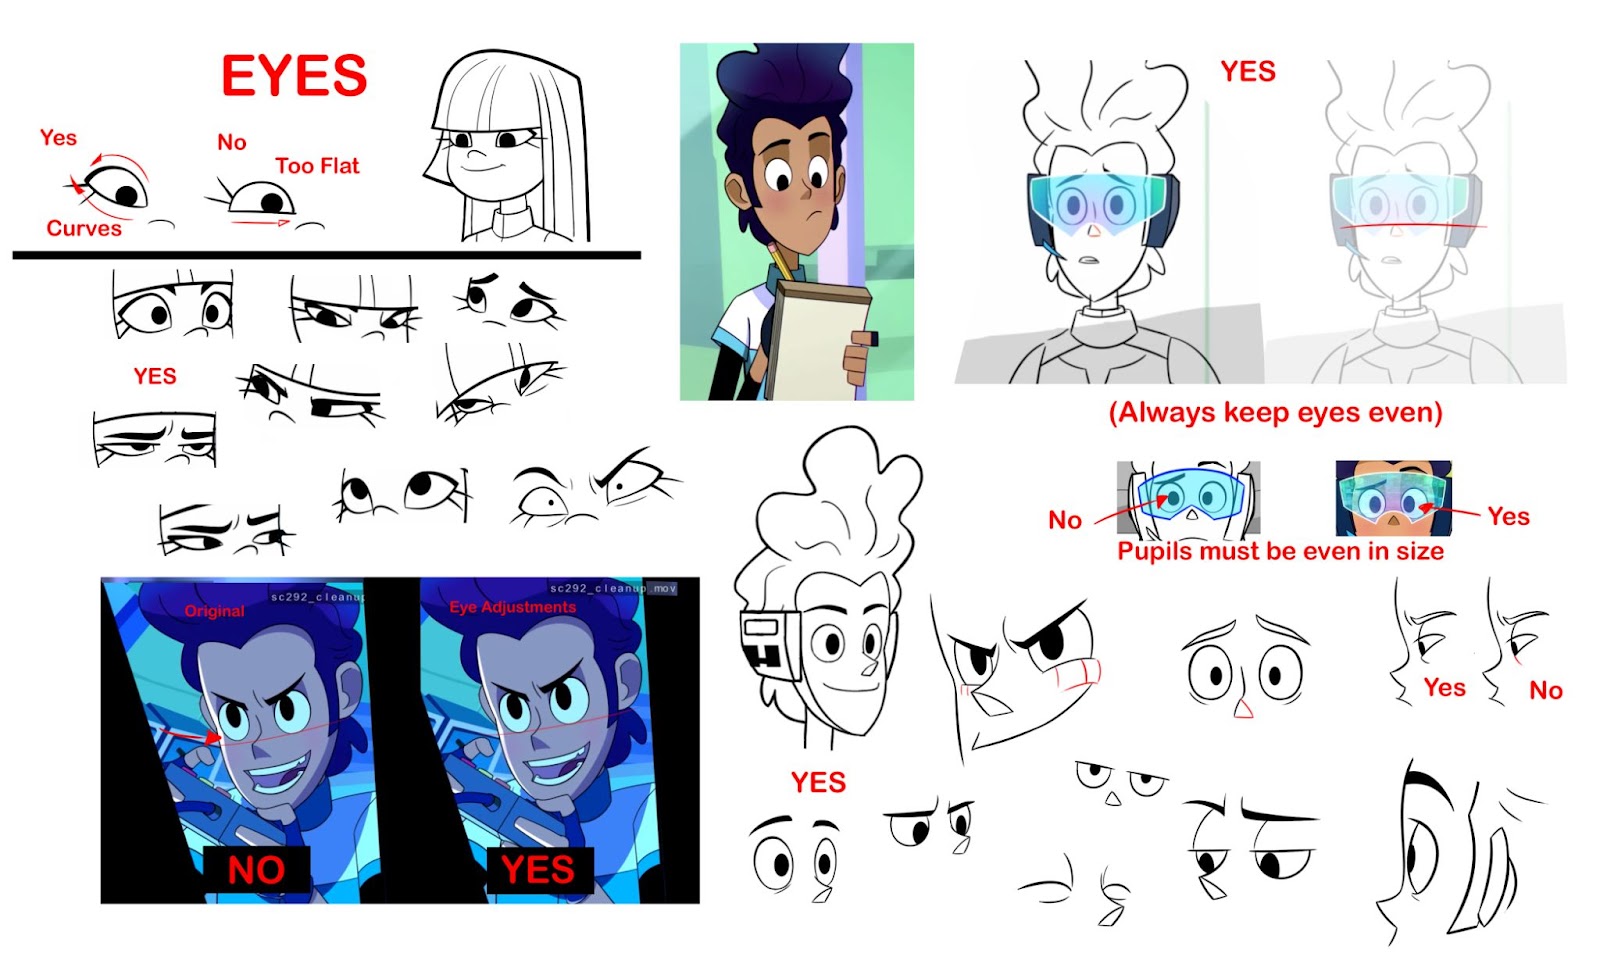 EYES
Yes
No
Too Flat
Curves
YES
YES
(Always keep eyes even)
No
Yes
Pupils must be even in size
Original
sc292_cleanup
Eye Adjustments
sc292_cleanup.mov
NO
YES
YES
Yes
No